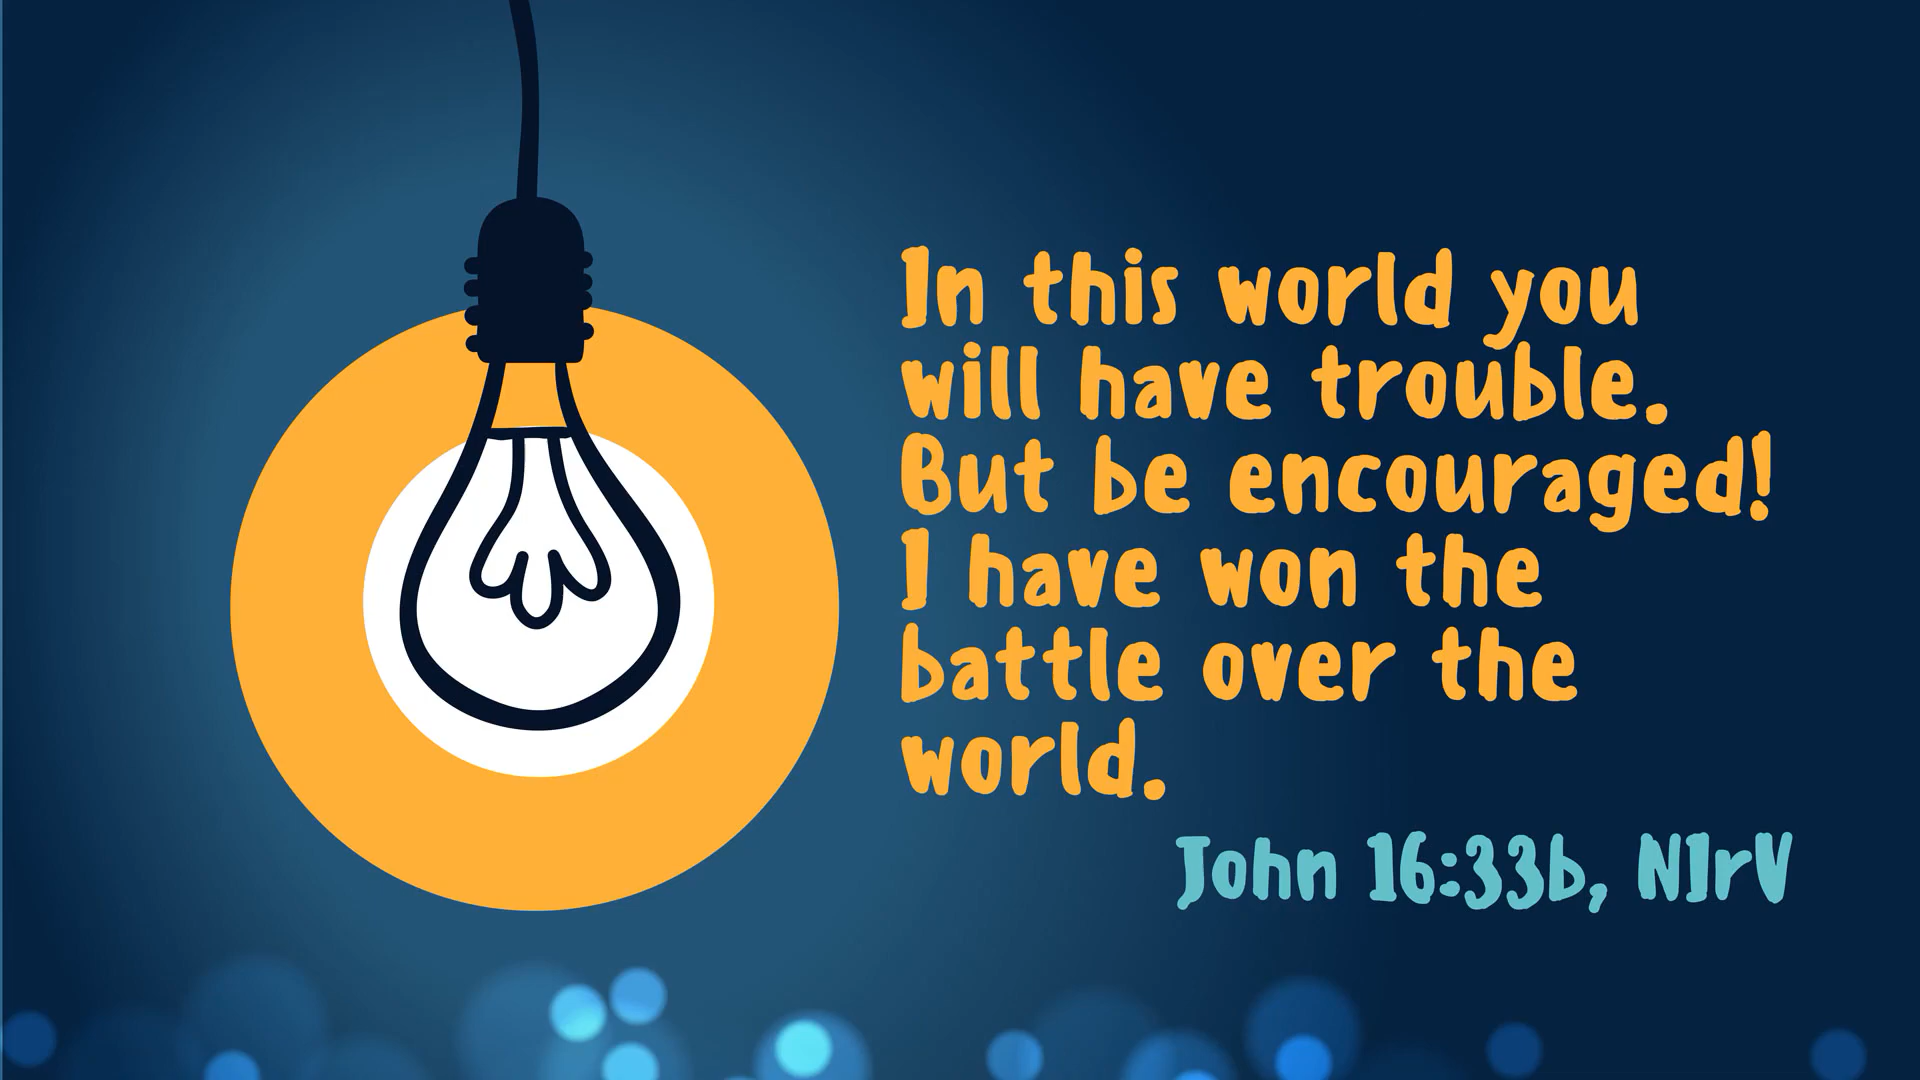 In this world you
will have trouble.
But be encouraged!
I have won the
battle over the
world.
John 16:33b, NIrV